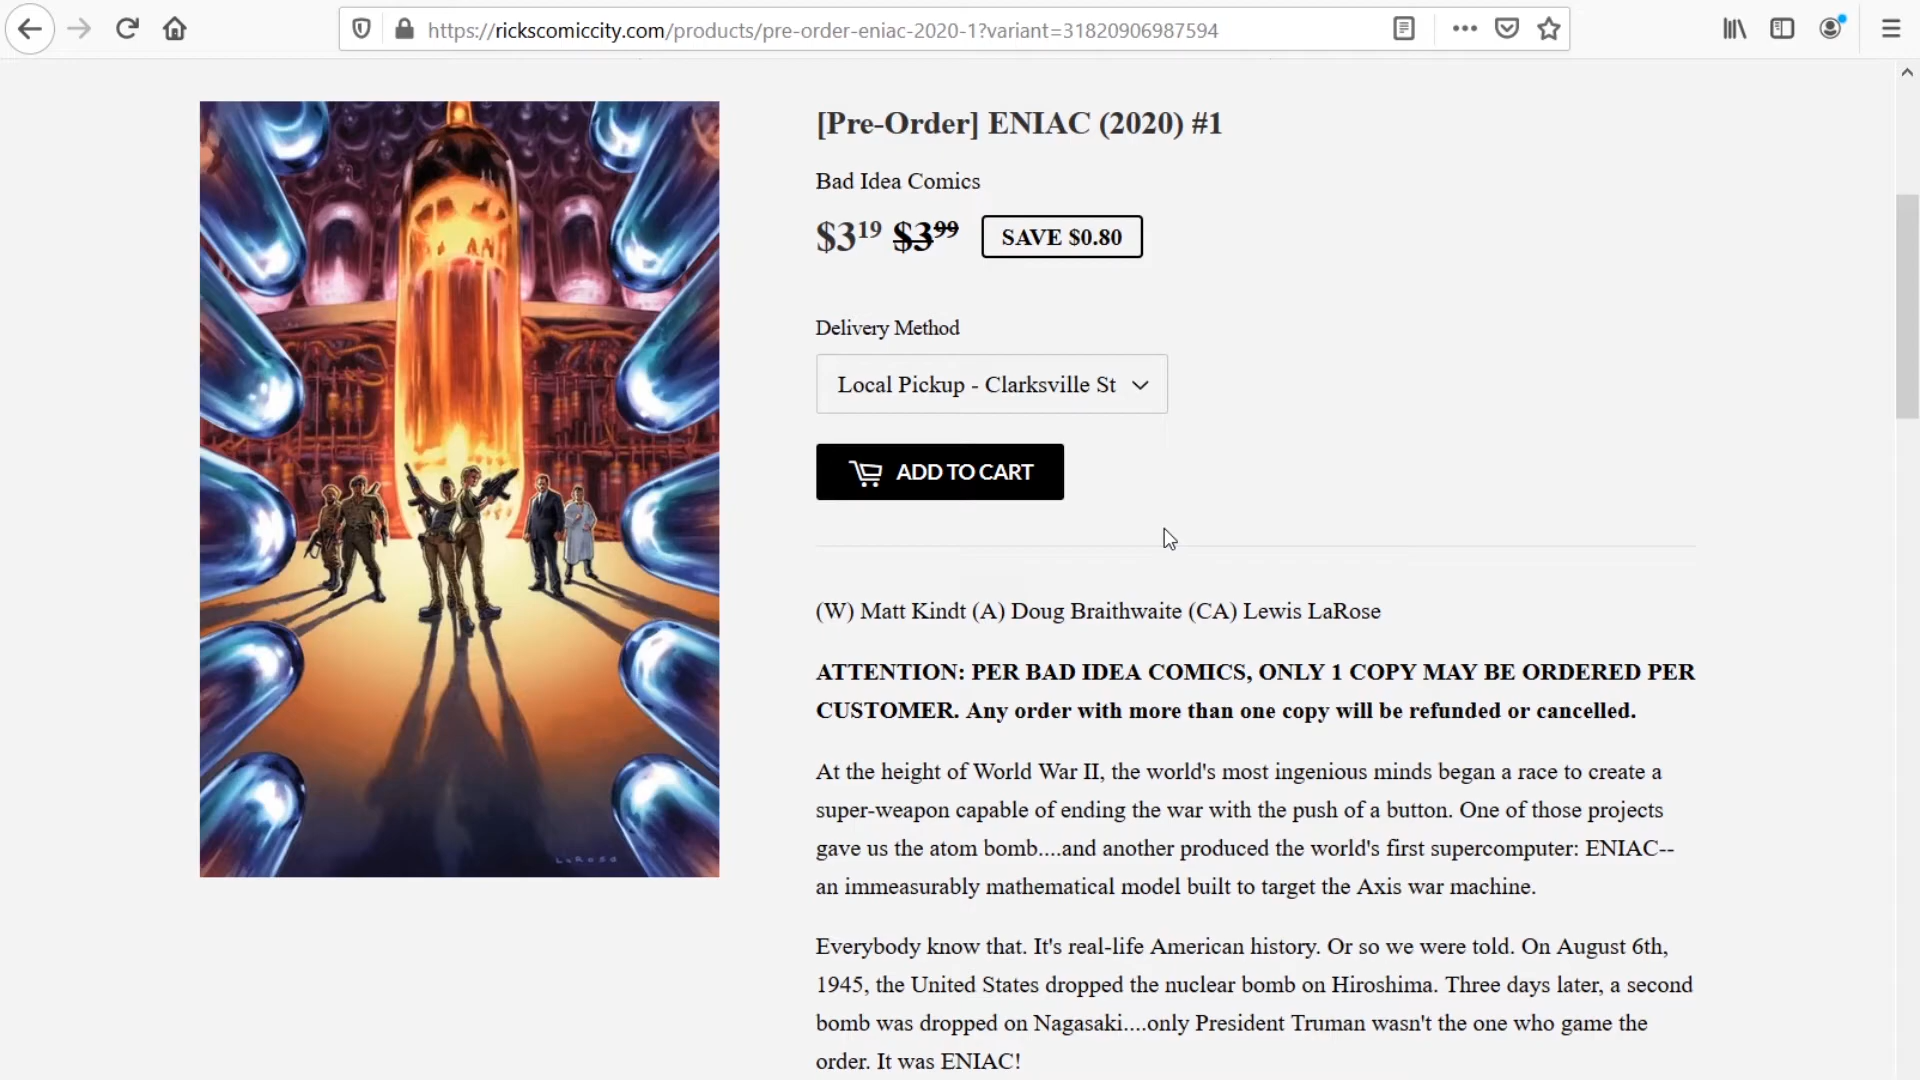 https://rickscomiccity.com/products/pre-order-eniac-2020-1?variant=31820906987594
[Pre-Order] ENIAC (2020) #1
Bad Idea Comics
$319 $399 SAVE $0.80
Delivery Method
Local Pickup - Clarksville St
ADD TO CART
(W) Matt Kindt (A) Doug Braithwaite (CA) Lewis LaRose
ATTENTION: PER BAD IDEA COMICS, ONLY 1 COPY MAY BE ORDERED PER
CUSTOMER. Any order with more than one copy will be refunded or cancelled.
At the height of World War II, the world's most ingenious minds began a race to create a
super-weapon capable of ending the war with the push of a button. One of those projects
gave us the atom bomb....and another produced the world's first supercomputer: ENIAC--
an immeasurably mathematical model built to target the Axis war machine.
Everybody know that. It's real-life American history. Or so we were told. On August 6th,
1945, the United States dropped the nuclear bomb on Hiroshima. Three days later, a second
bomb was dropped on Nagasaki....only President Truman wasn't the one who game the
order. It was ENIAC!
LAROSA